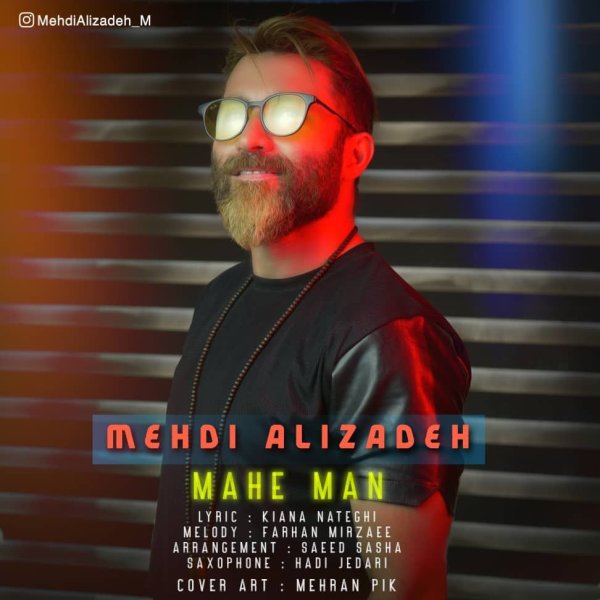 MehdiAlizadeh_M
MEHDI ALIZADEH
MAHE MAN
LYRIC : KIANA NATEGHI
MELODY : FARHAN MIRZAEE
ARRANGEMENT : SAEED SASHA
SAXOPHONE : HADI JEDARI
COVER ART : MEHRAN PIK